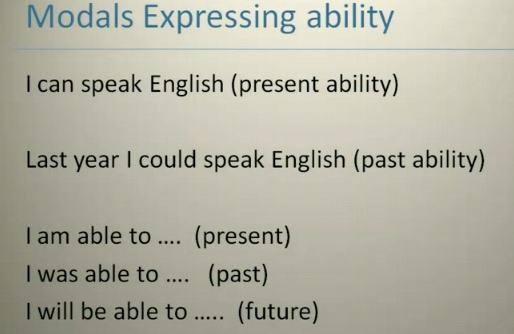 Modals Expressing ability
I can speak English (present ability)
Last year I could speak English (past ability)
I am able to .... (present)
I was able to .... (past)
I will be able to ..... (future)